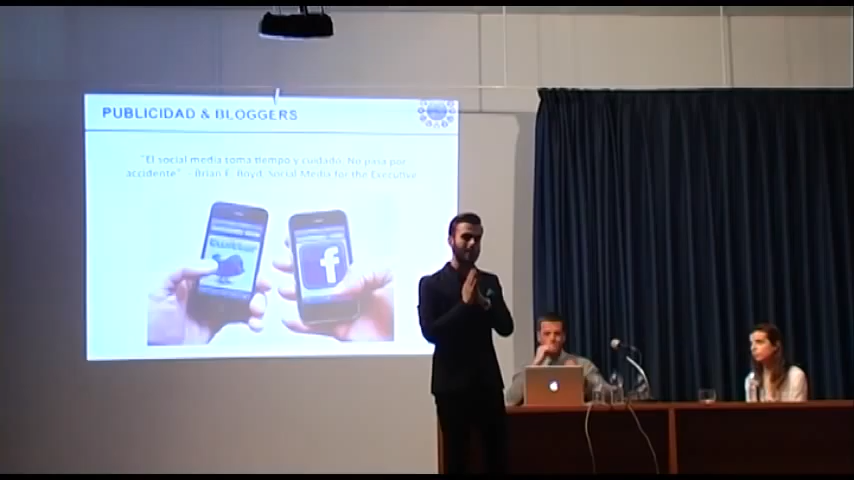 PUBLICIDAD & BLOGGERS
"El social media toma tiempo y cuidado. No pasa por
accidente". - Brian E. Boyd, Social Media for the Executive
twitter
f